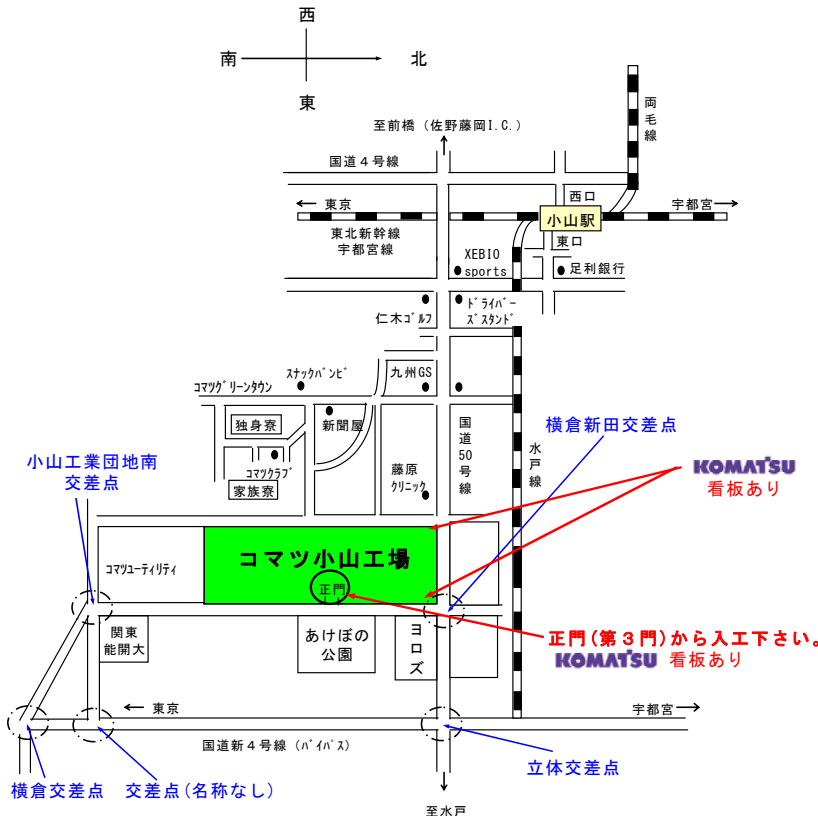 西
南
北
東
至前橋 (佐野藤岡I.C.)
両毛線
国道４号線
西口
東京
宇都宮
小山駅
東北新幹線
宇都宮線
東口
XEBIO
sports
足利銀行
仁木ｺﾞﾙﾌ
ﾄﾞﾗｲﾊﾞｰ
ｽﾞｽﾀﾝﾄﾞ
ｽﾅｯｸﾊﾞﾝﾋﾞ
九州GS
ｺﾏﾂｸﾞﾘｰﾝﾀｳﾝ
独身寮
新聞屋
国道50号線
横倉新田交差点
水戸線
小山工業団地南
交差点
ｺﾏﾂｸﾗﾌﾞ
家族寮
藤原
ｸﾘﾆｯｸ
KOMATSU
看板あり
コマツ小山工場
ｺﾏﾂﾕｰﾃｨﾘﾃｨ
正門
関東
能開大
あけぼの
公園
ヨロズ
正門(第３門)から入工下さい。
KOMATSU 看板あり
東京
宇都宮
国道新４号線 (ﾊﾞｲﾊﾟｽ)
立体交差点
横倉交差点
交差点(名称なし)
至水戸